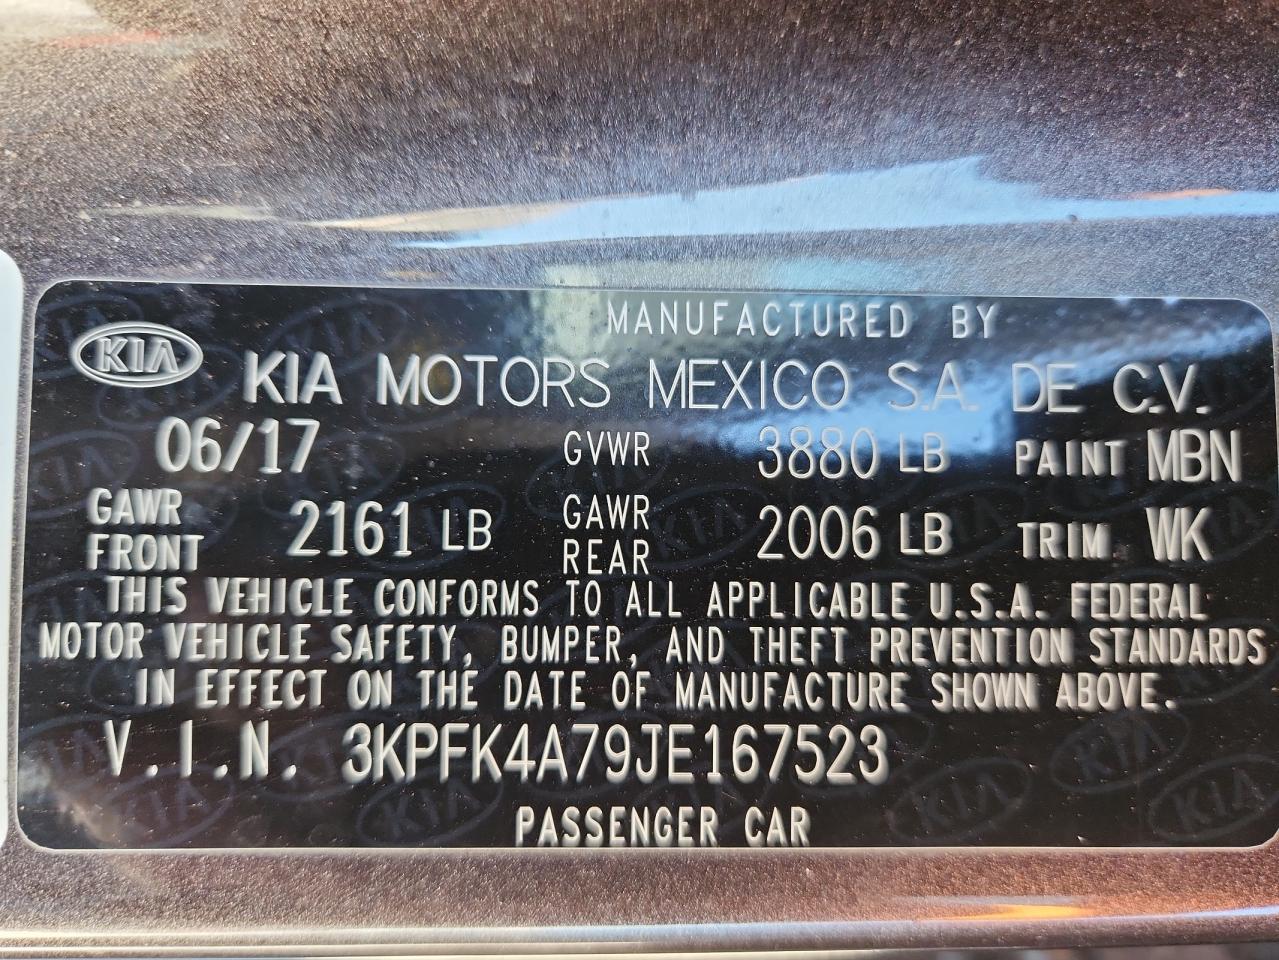 MANUFACTURED BY
KIA KIA MOTORS MEXICO S.A. DE C.V.
06/17 GVWR 3880 LB PAINT MBN
GAWR FRONT 2161 LB GAWR REAR 2006 LB TRIM WK
THIS VEHICLE CONFORMS TO ALL APPLICABLE U.S.A. FEDERAL
MOTOR VEHICLE SAFETY, BUMPER, AND THEFT PREVENTION STANDARDS
IN EFFECT ON THE DATE OF MANUFACTURE SHOWN ABOVE.
V.I.N. 3KPFK4A79JE167523
PASSENGER CAR